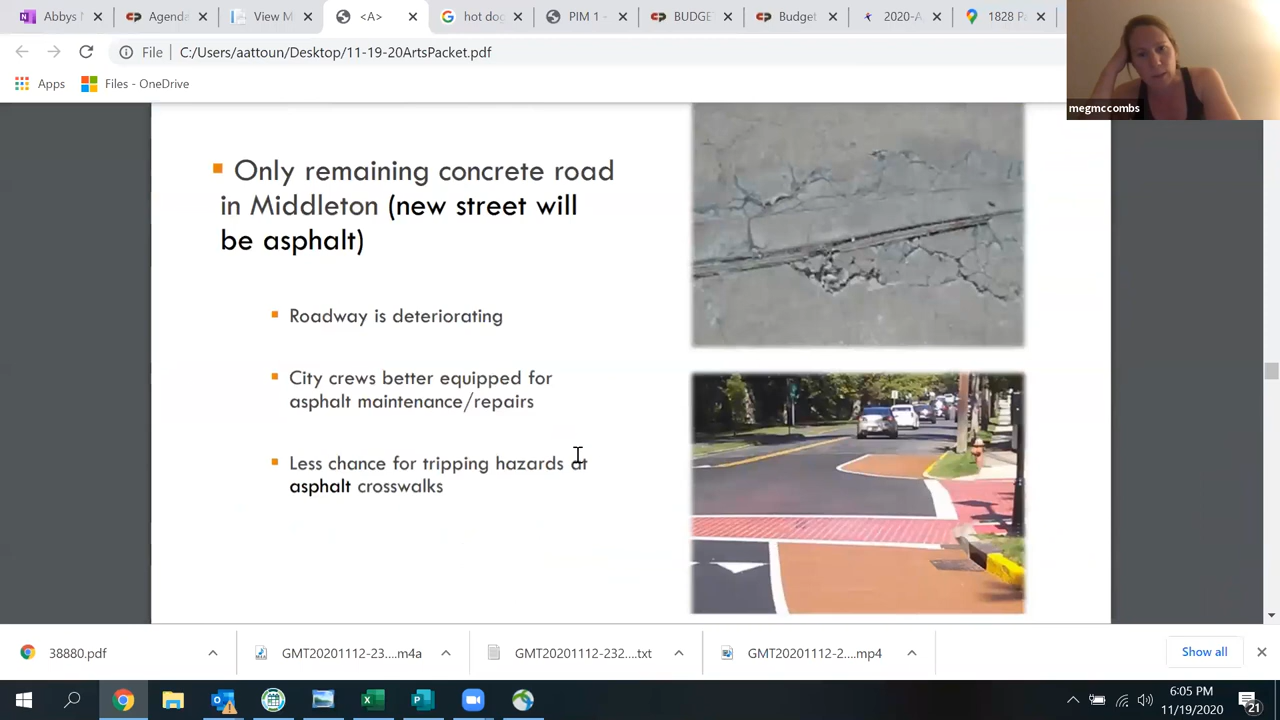 Abbys N
Agenda
View M
<A>
hot dog
PIM 1 -
BUDGE
Budget
2020-A
1828 Pa
File C:/Users/aattoun/Desktop/11-19-20ArtsPacket.pdf
Apps Files - OneDrive
megmccombs
Only remaining concrete road
in Middleton (new street will
be asphalt)
Roadway is deteriorating
City crews better equipped for
asphalt maintenance/repairs
Less chance for tripping hazards at
asphalt crosswalks
38880.pdf
GMT20201112-23....m4a
GMT20201112-232....txt
GMT20201112-2....mp4
Show all
6:05 PM
11/19/2020
21